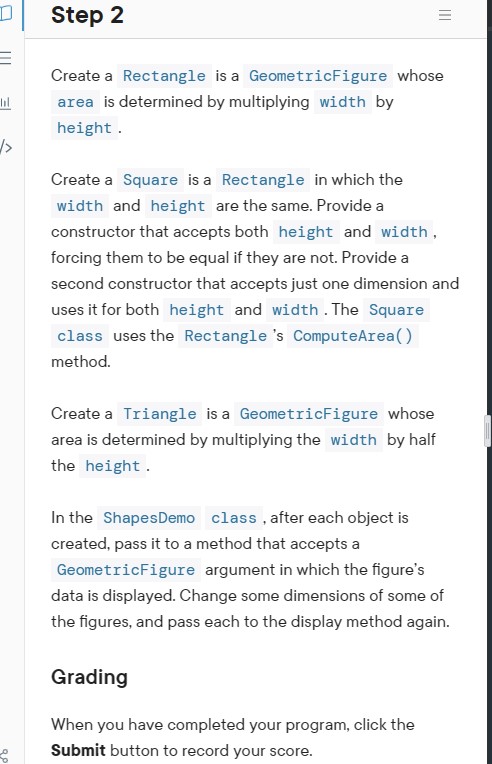 Step 2
Create a Rectangle is a GeometricFigure whose
area is determined by multiplying width by
height .
Create a Square is a Rectangle in which the
width and height are the same. Provide a
constructor that accepts both height and width ,
forcing them to be equal if they are not. Provide a
second constructor that accepts just one dimension and
uses it for both height and width . The Square
class uses the Rectangle 's ComputeArea()
method.
Create a Triangle is a GeometricFigure whose
area is determined by multiplying the width by half
the height .
In the ShapesDemo class , after each object is
created, pass it to a method that accepts a
GeometricFigure argument in which the figure's
data is displayed. Change some dimensions of some of
the figures, and pass each to the display method again.
Grading
When you have completed your program, click the
Submit button to record your score.